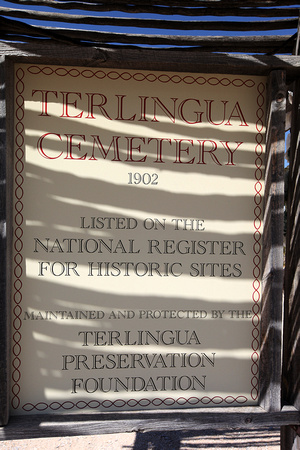 TERLINGUA
CEMETERY
1902
LISTED ON THE
NATIONAL REGISTER
FOR HISTORIC SITES
MAINTAINED AND PROTECTED BY THE
TERLINGUA
PRESERVATION
FOUNDATION